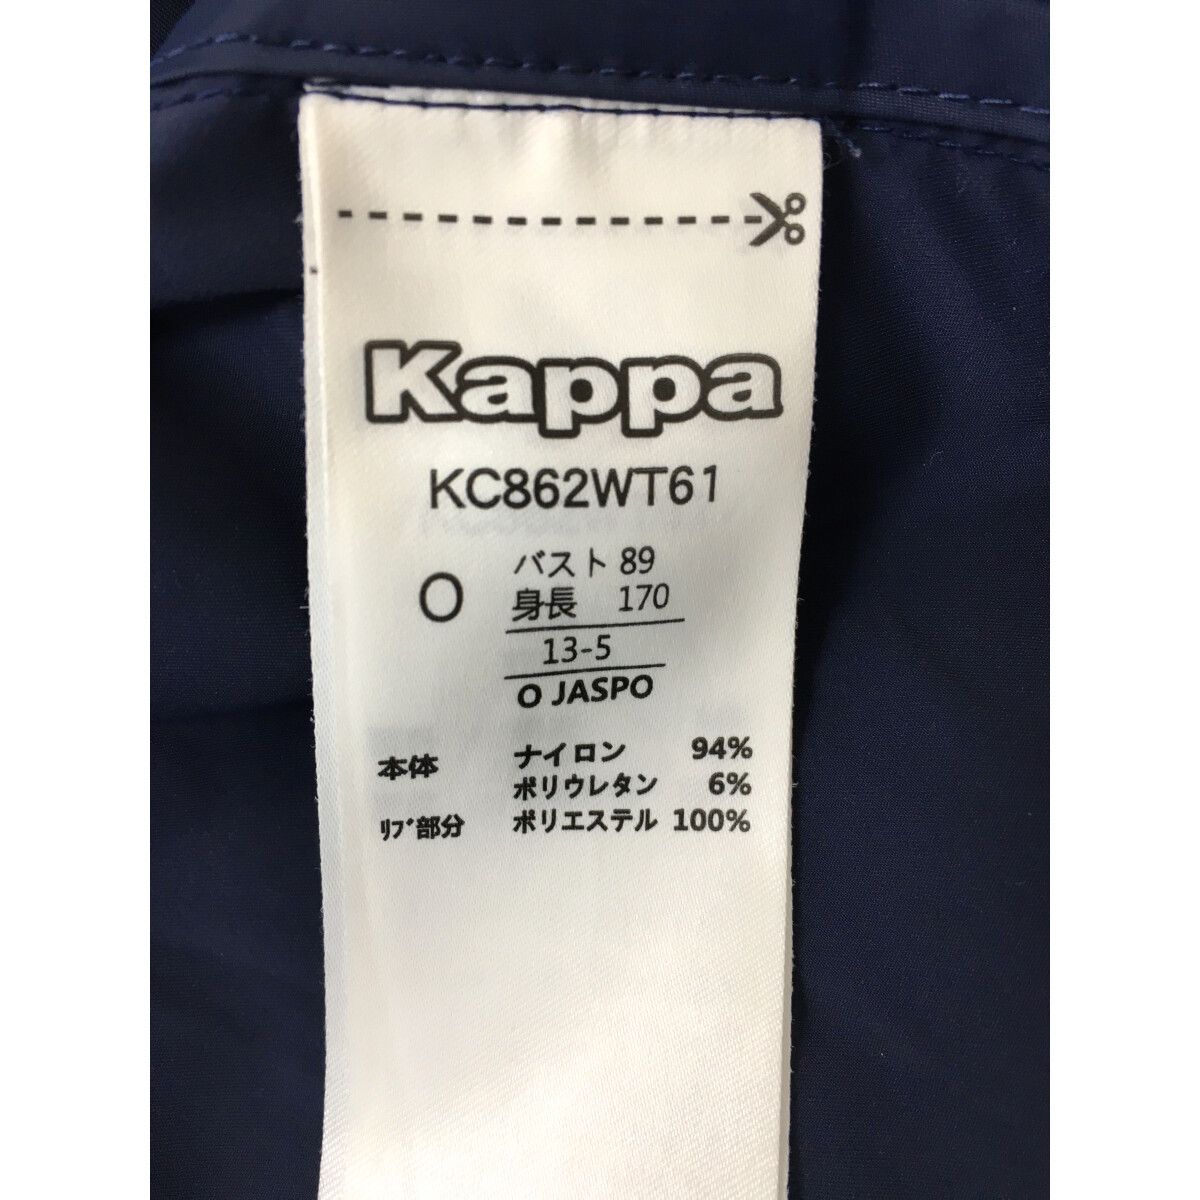 Kappa
KC862WT61
O
バスト 89
身長 170
13-5
O JASPO
本体 ナイロン 94%
ポリウレタン 6%
ﾘﾌﾞ部分 ポリエステル 100%